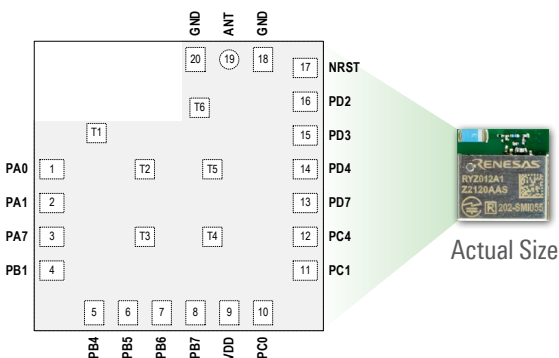 GND
ANT
GND
20
19
18
17 NRST
T6
16 PD2
T1
15 PD3
PA0 1
T2
T5
14 PD4
PA1 2
13 PD7
PA7 3
T3
T4
12 PC4
PB1 4
11 PC1
5
6
7
8
9
10
PB4
PB5
PB6
PB7
VDD
PC0
RENESAS
RYZ012A1
Z2120AAS
R 202-SMI055
Actual Size